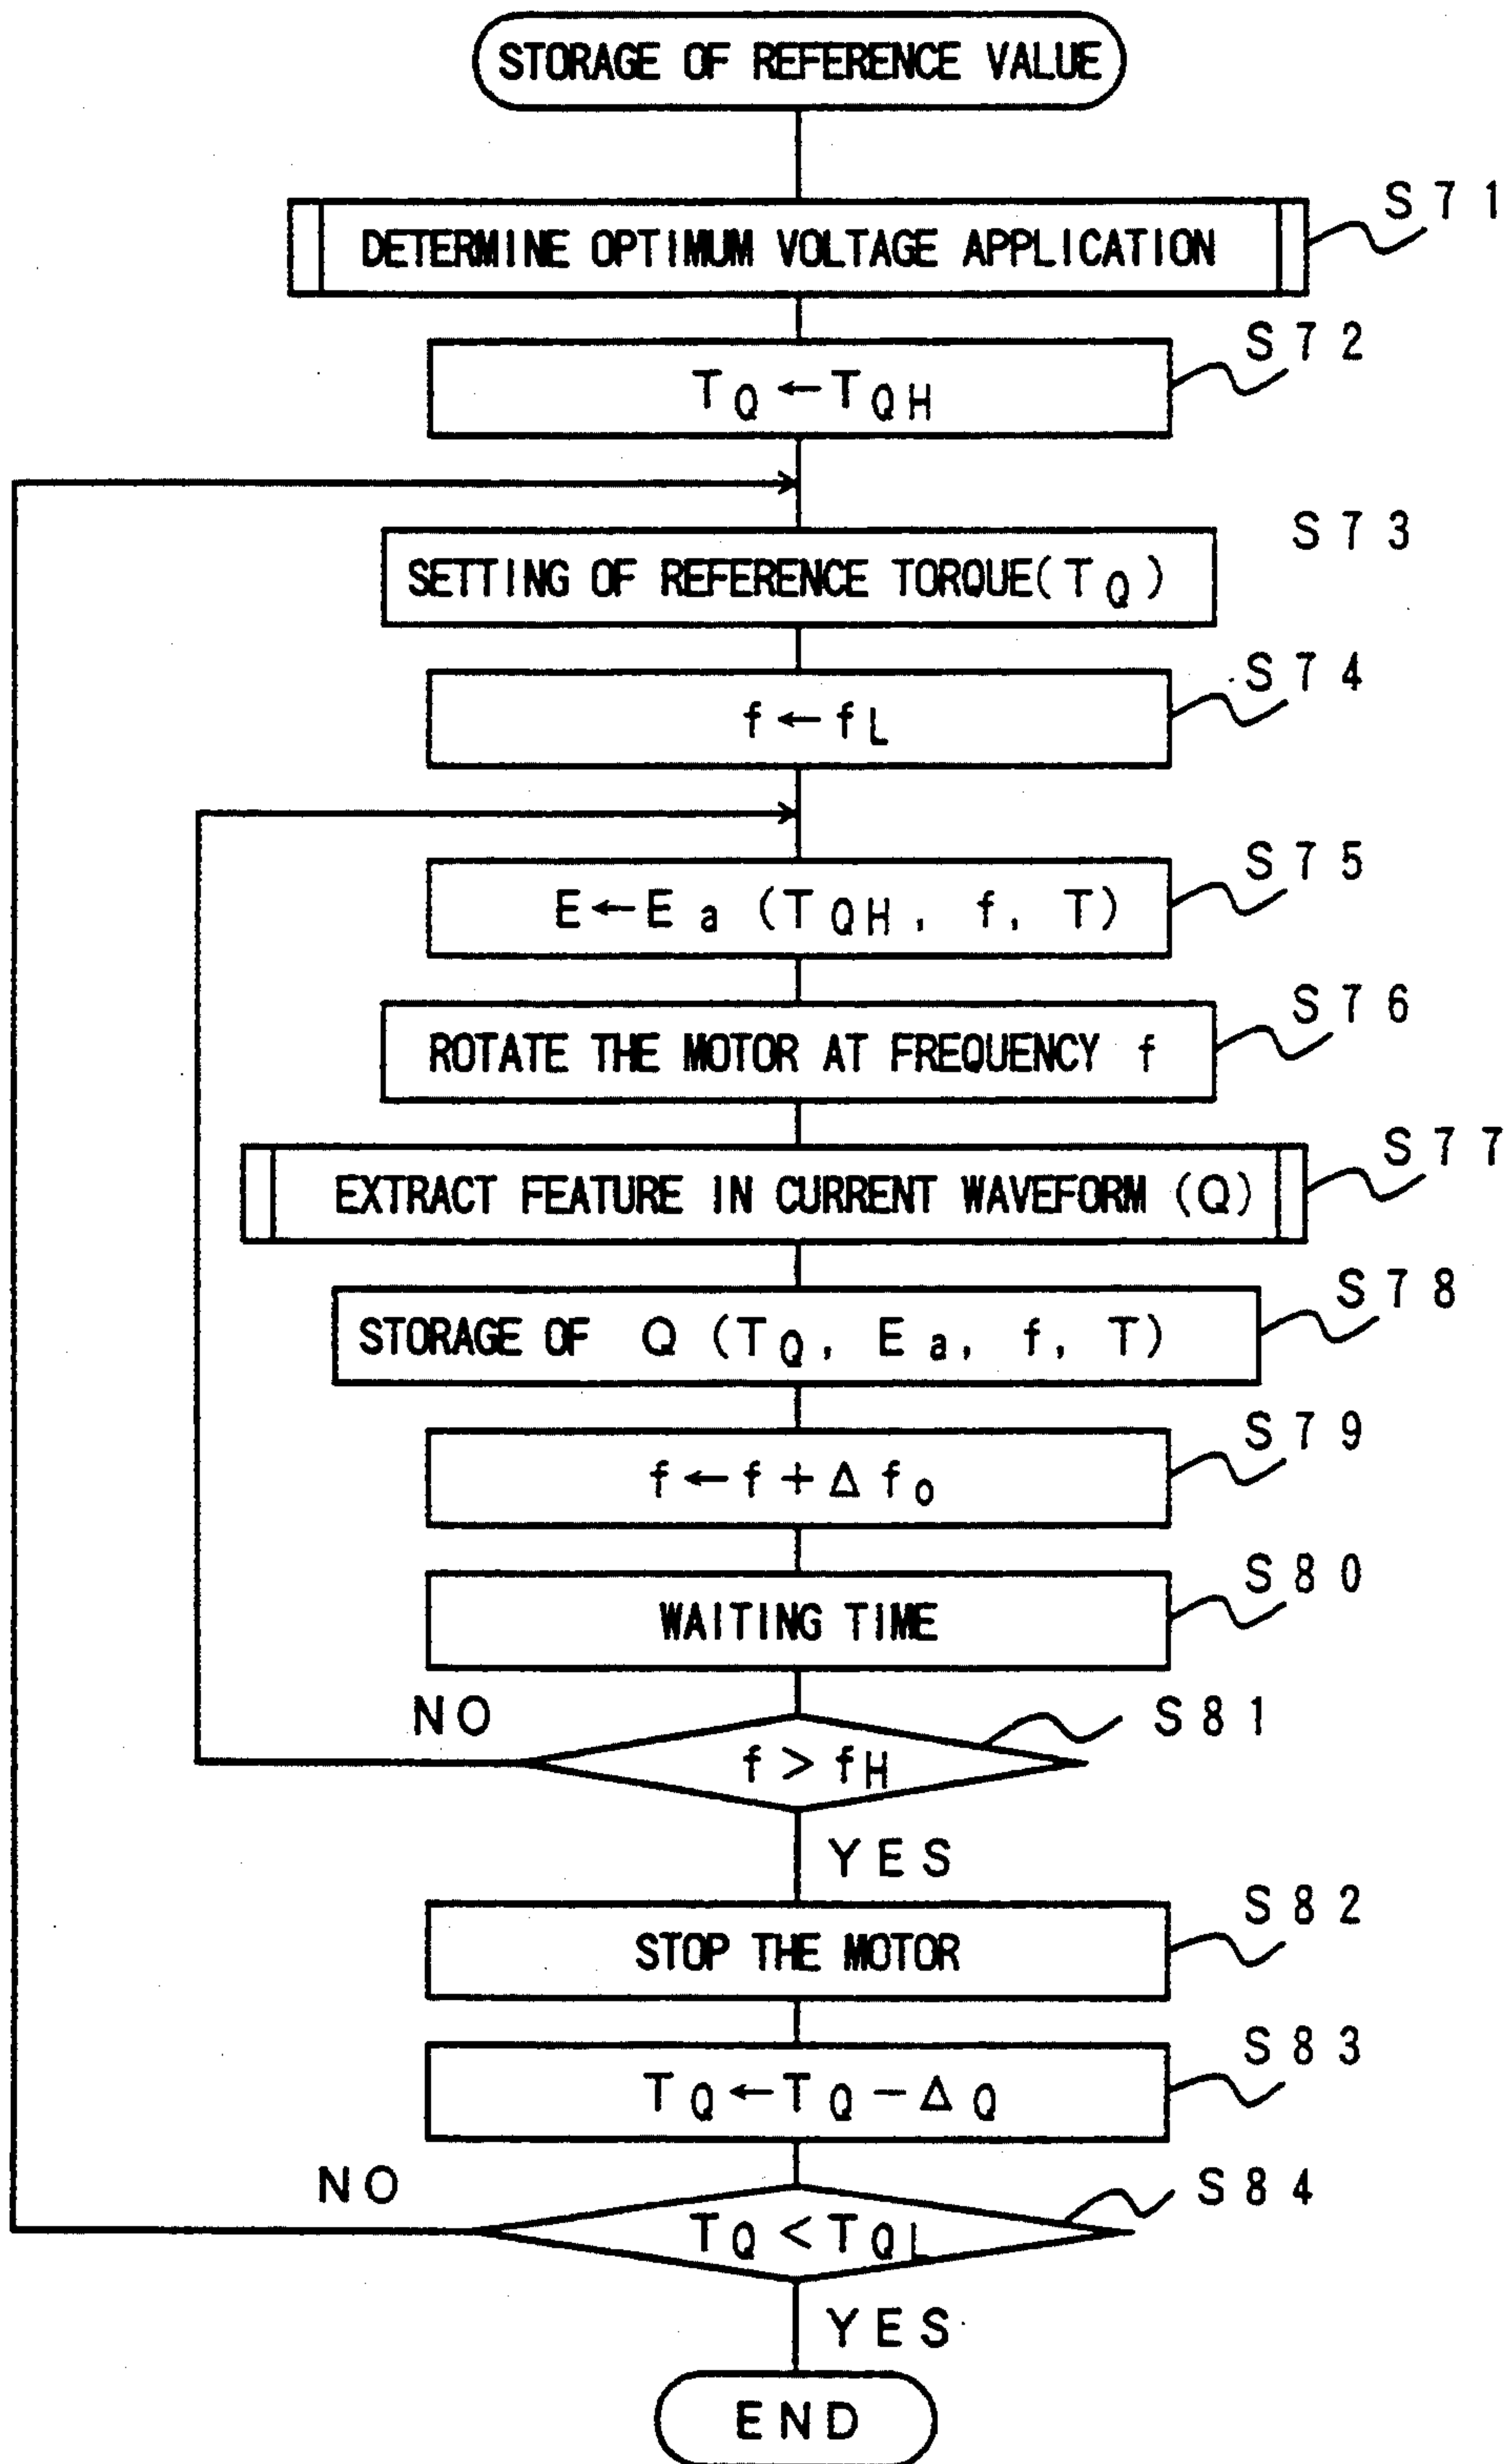 STORAGE OF REFERENCE VALUE
S71
DETERMINE OPTIMUM VOLTAGE APPLICATION
S72
TQ←TQH
S73
SETTING OF REFERENCE TORQUE(TQ)
S74
f←fL
S75
E←Ea (TQH, f, T)
S76
ROTATE THE MOTOR AT FREQUENCY f
S77
EXTRACT FEATURE IN CURRENT WAVEFORM (Q)
S78
STORAGE OF Q (TQ, Ea, f, T)
S79
f←f+Δfo
S80
WAITING TIME
NO
S81
f>fH
YES
S82
STOP THE MOTOR
S83
TQ←TQ−ΔQ
NO
S84
TQ<TQL
YES
END